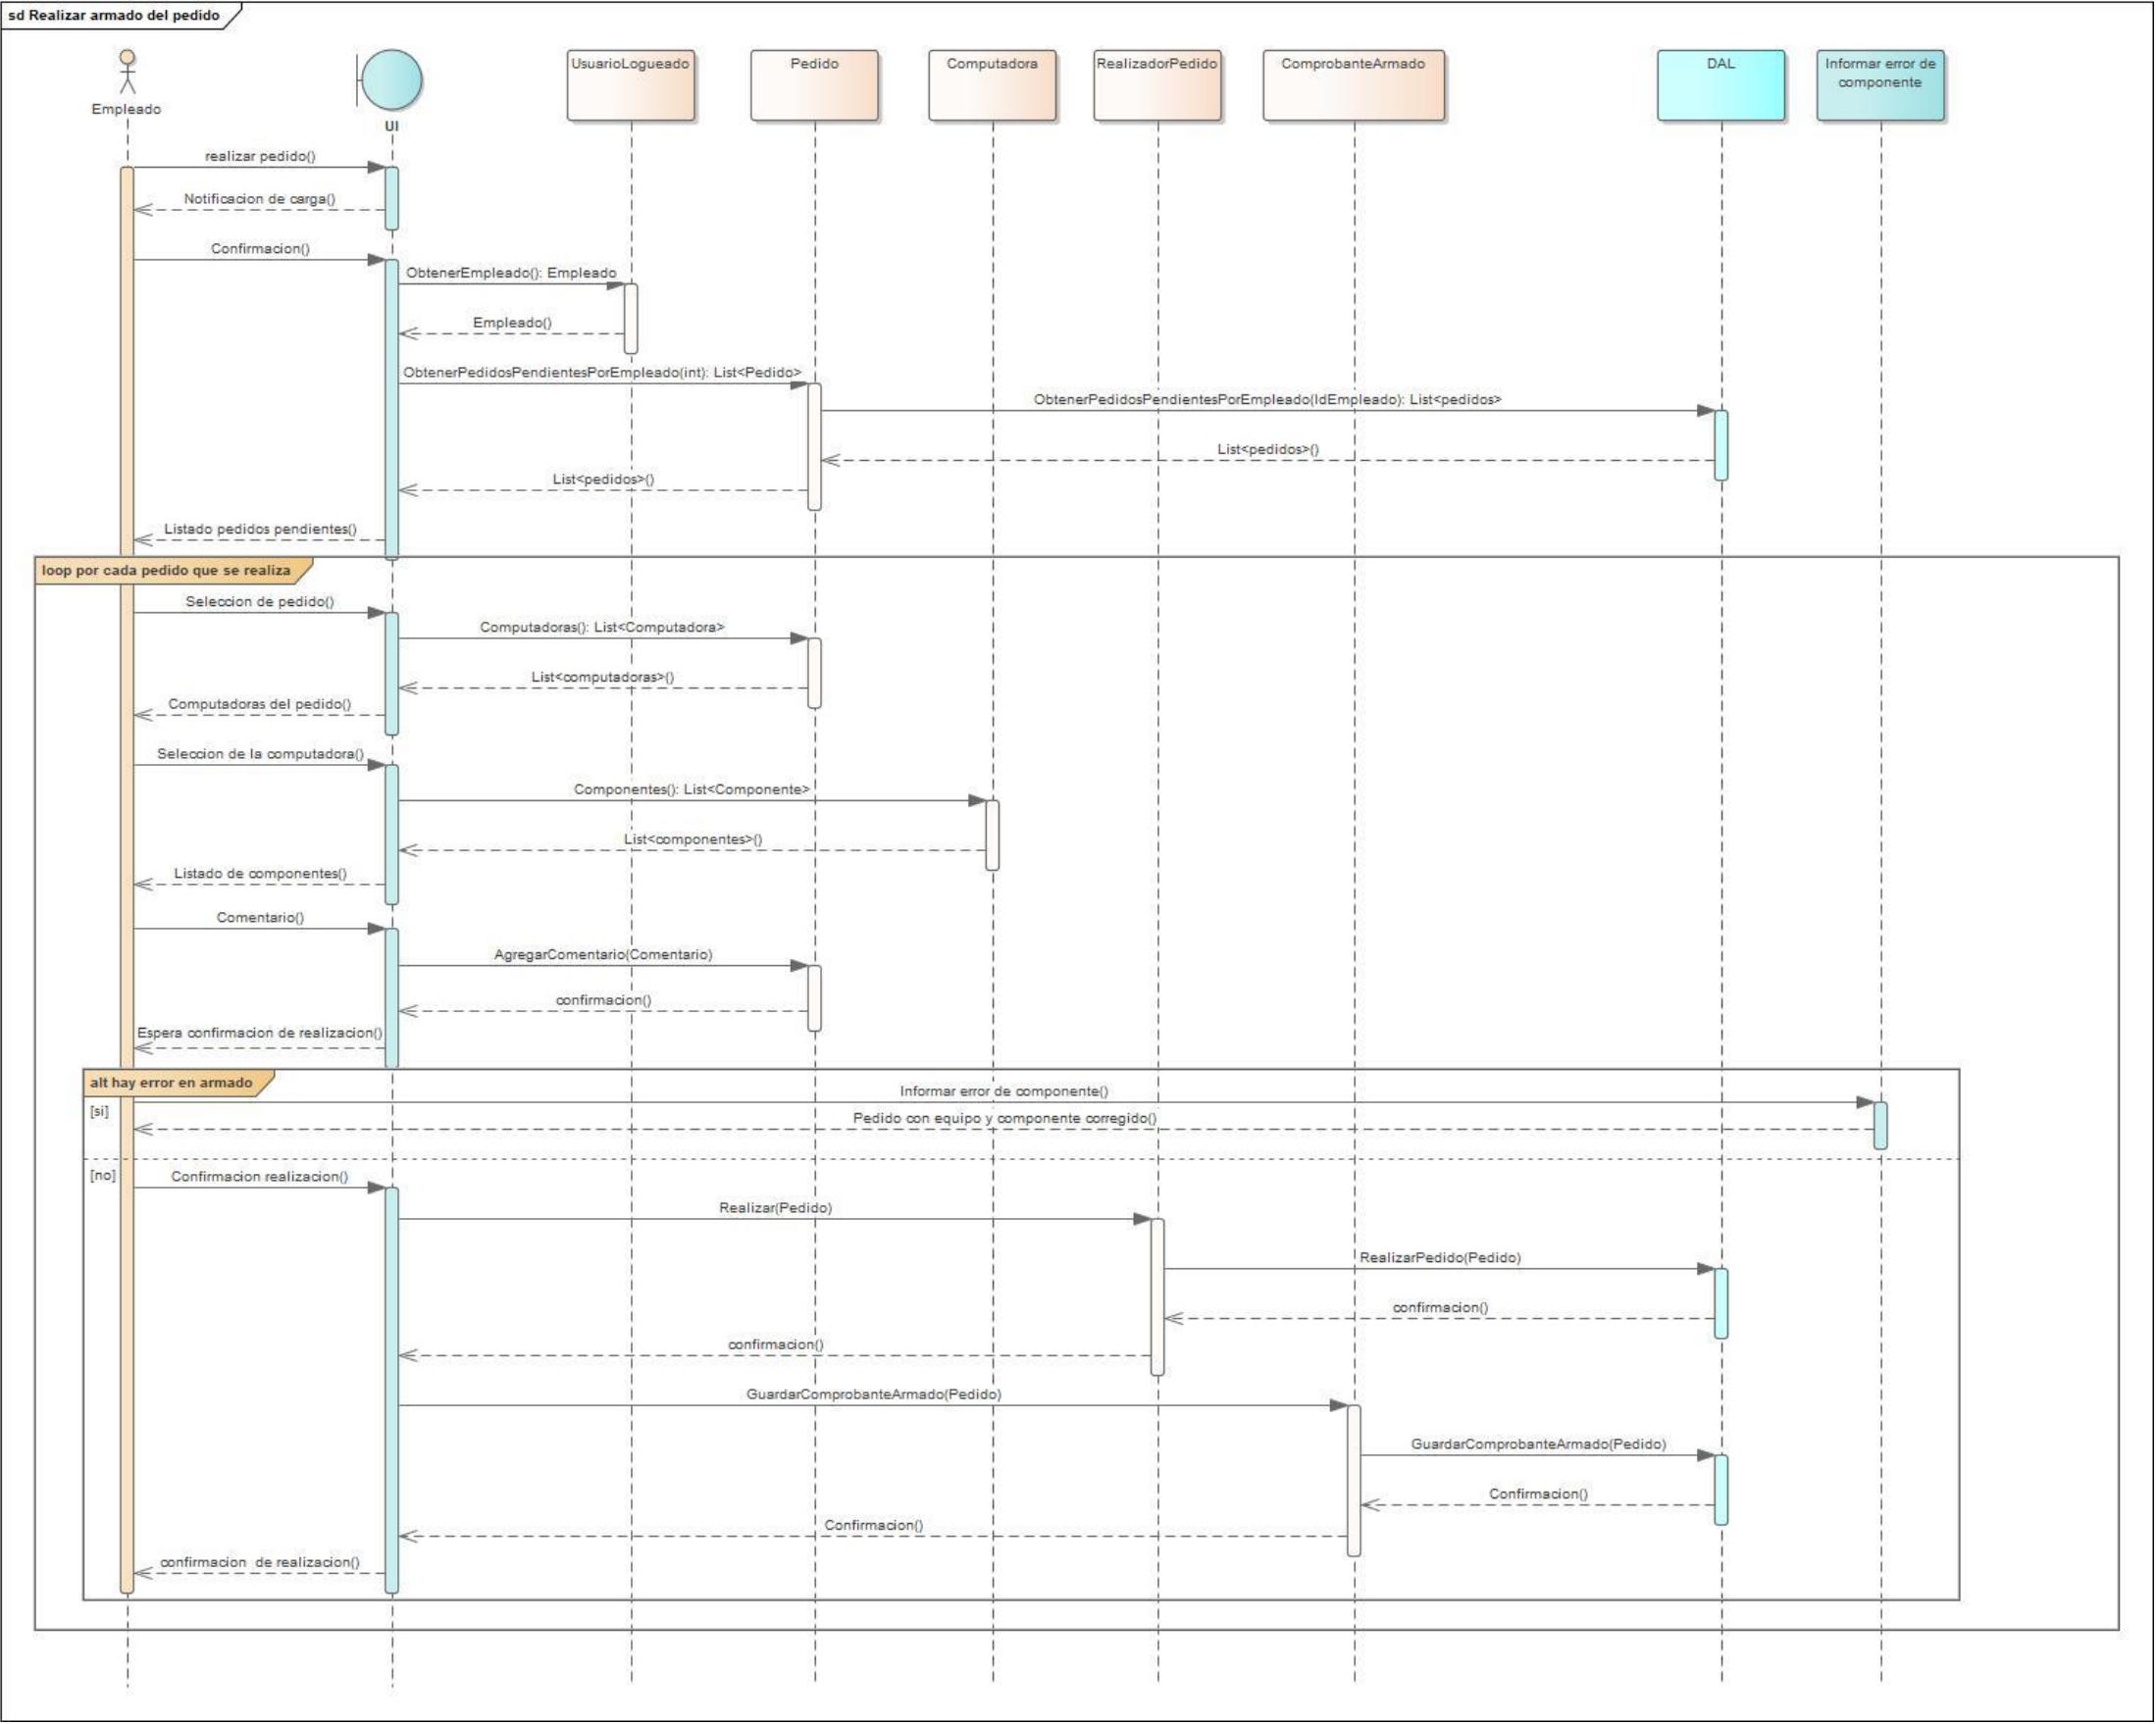 sd Realizar armado del pedido
Empleado
UI
UsuarioLogueado
Pedido
Computadora
RealizadorPedido
ComprobanteArmado
DAL
Informar error de
componente
realizar pedido()
Notificacion de carga()
Confirmacion()
ObtenerEmpleado(): Empleado
Empleado()
ObtenerPedidosPendientesPorEmpleado(int): List<Pedido>
ObtenerPedidosPendientesPorEmpleado(IdEmpleado): List<pedidos>
List<pedidos>()
List<pedidos>()
Listado pedidos pendientes()
loop por cada pedido que se realiza
Seleccion de pedido()
Computadoras(): List<Computadora>
List<computadoras>()
Computadoras del pedido()
Seleccion de la computadora()
Componentes(): List<Componente>
List<componentes>()
Listado de componentes()
Comentario()
AgregarComentario(Comentario)
confirmacion()
Espera confirmacion de realizacion()
alt hay error en armado
[si]
Informar error de componente()
Pedido con equipo y componente corregido()
[no]
Confirmacion realizacion()
Realizar(Pedido)
RealizarPedido(Pedido)
confirmacion()
confirmacion()
GuardarComprobanteArmado(Pedido)
GuardarComprobanteArmado(Pedido)
Confirmacion()
Confirmacion()
confirmacion  de realizacion()